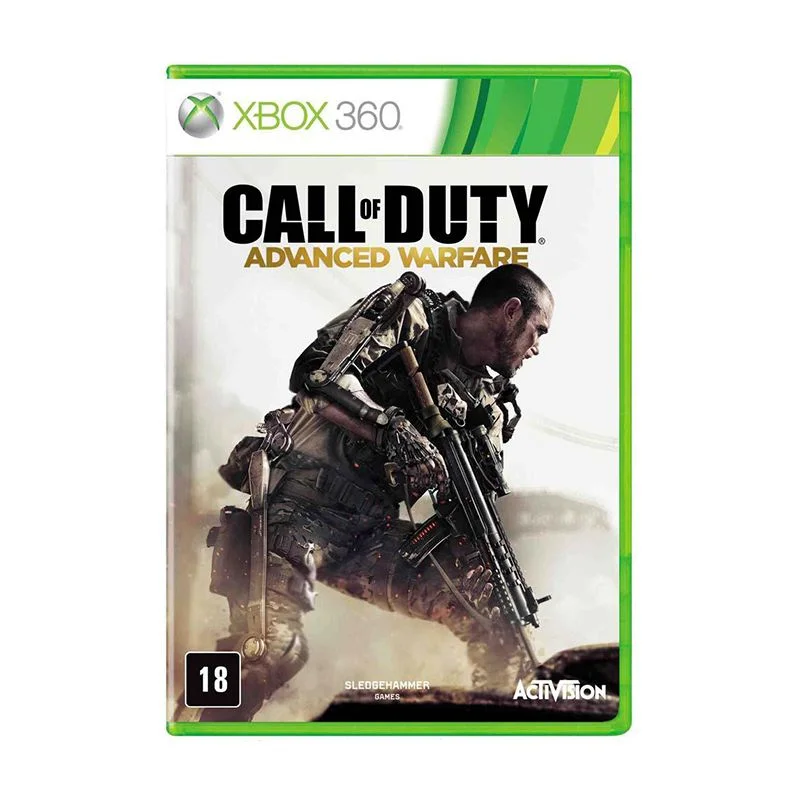 XBOX 360
CALL OF DUTY
ADVANCED WARFARE
18
SLEDGEHAMMER
GAMES
ACTIVISION